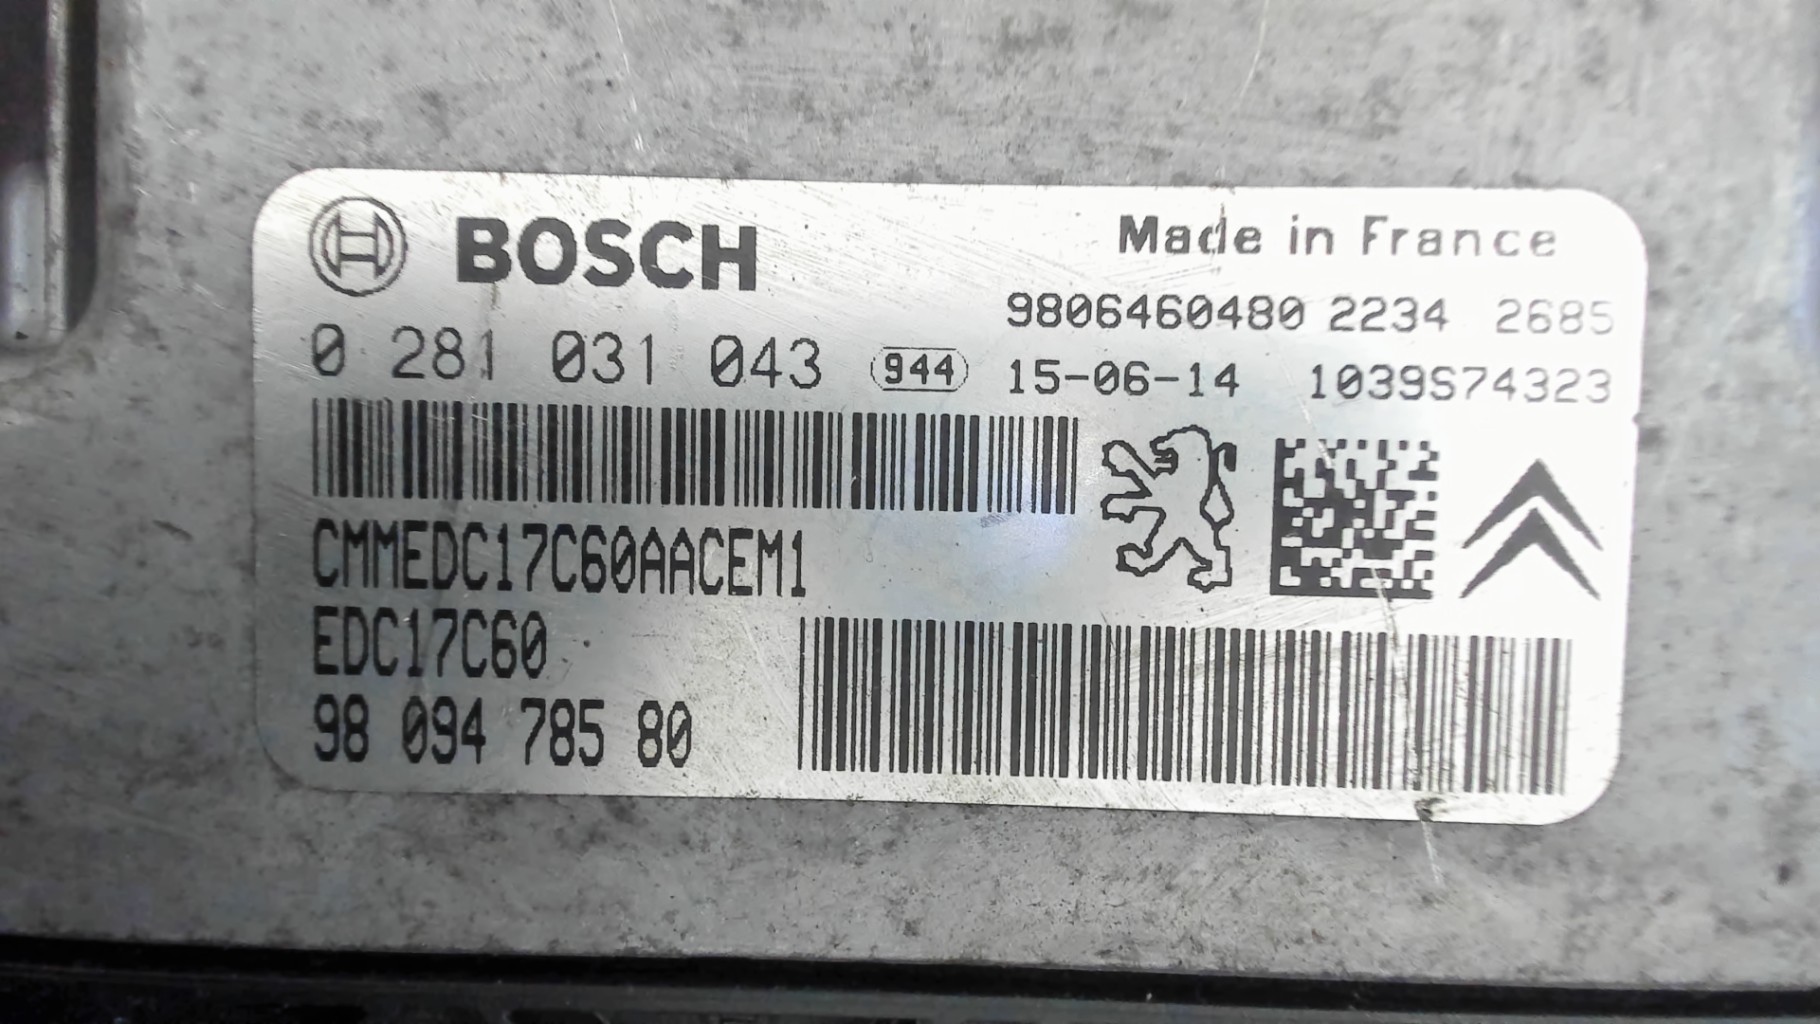 BOSCH
Made in France
9806460480 2234 2685
0 281 031 043 944 15-06-14 1039S74323
CMMEDC17C60AACEM1
EDC17C60
98 094 785 80